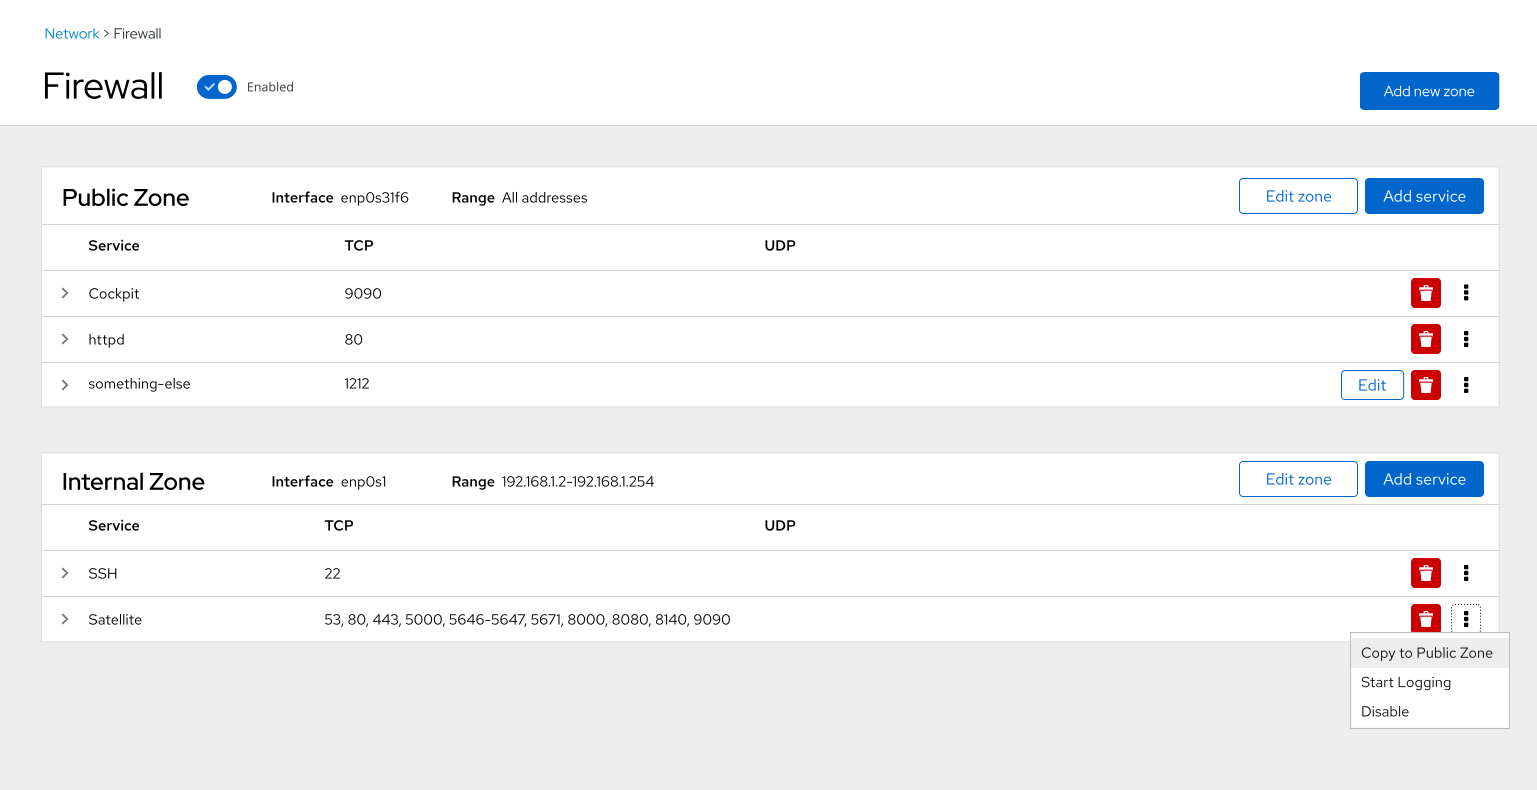 Network > Firewall
Firewall Enabled Add new zone
Public Zone Interface enp0s31f6 Range All addresses Edit zone Add service
Service TCP UDP
Cockpit 9090
httpd 80
something-else 1212 Edit
Internal Zone Interface enp0s1 Range 192.168.1.2-192.168.1.254 Edit zone Add service
Service TCP UDP
SSH 22
Satellite 53, 80, 443, 5000, 5646-5647, 5671, 8000, 8080, 8140, 9090
Copy to Public Zone
Start Logging
Disable